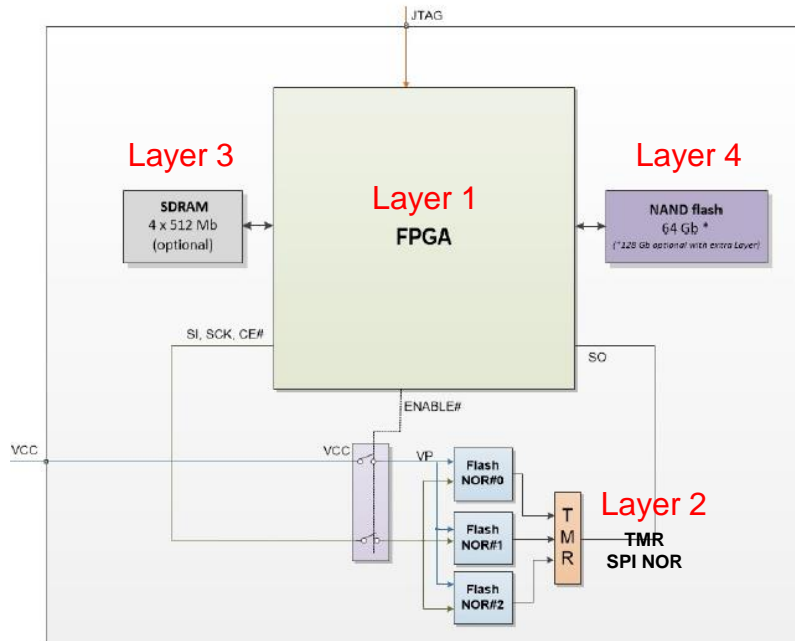 JTAG
Layer 3
Layer 4
Layer 1
FPGA
SDRAM
4 x 512 Mb
(optional)
NAND flash
64 Gb *
(*128 Gb optional with extra Layer)
SI, SCK, CE#
SO
ENABLE#
VCC
VCC
VP
Flash
NOR#0
Flash
NOR#1
Flash
NOR#2
T
M
R
Layer 2
TMR
SPI NOR